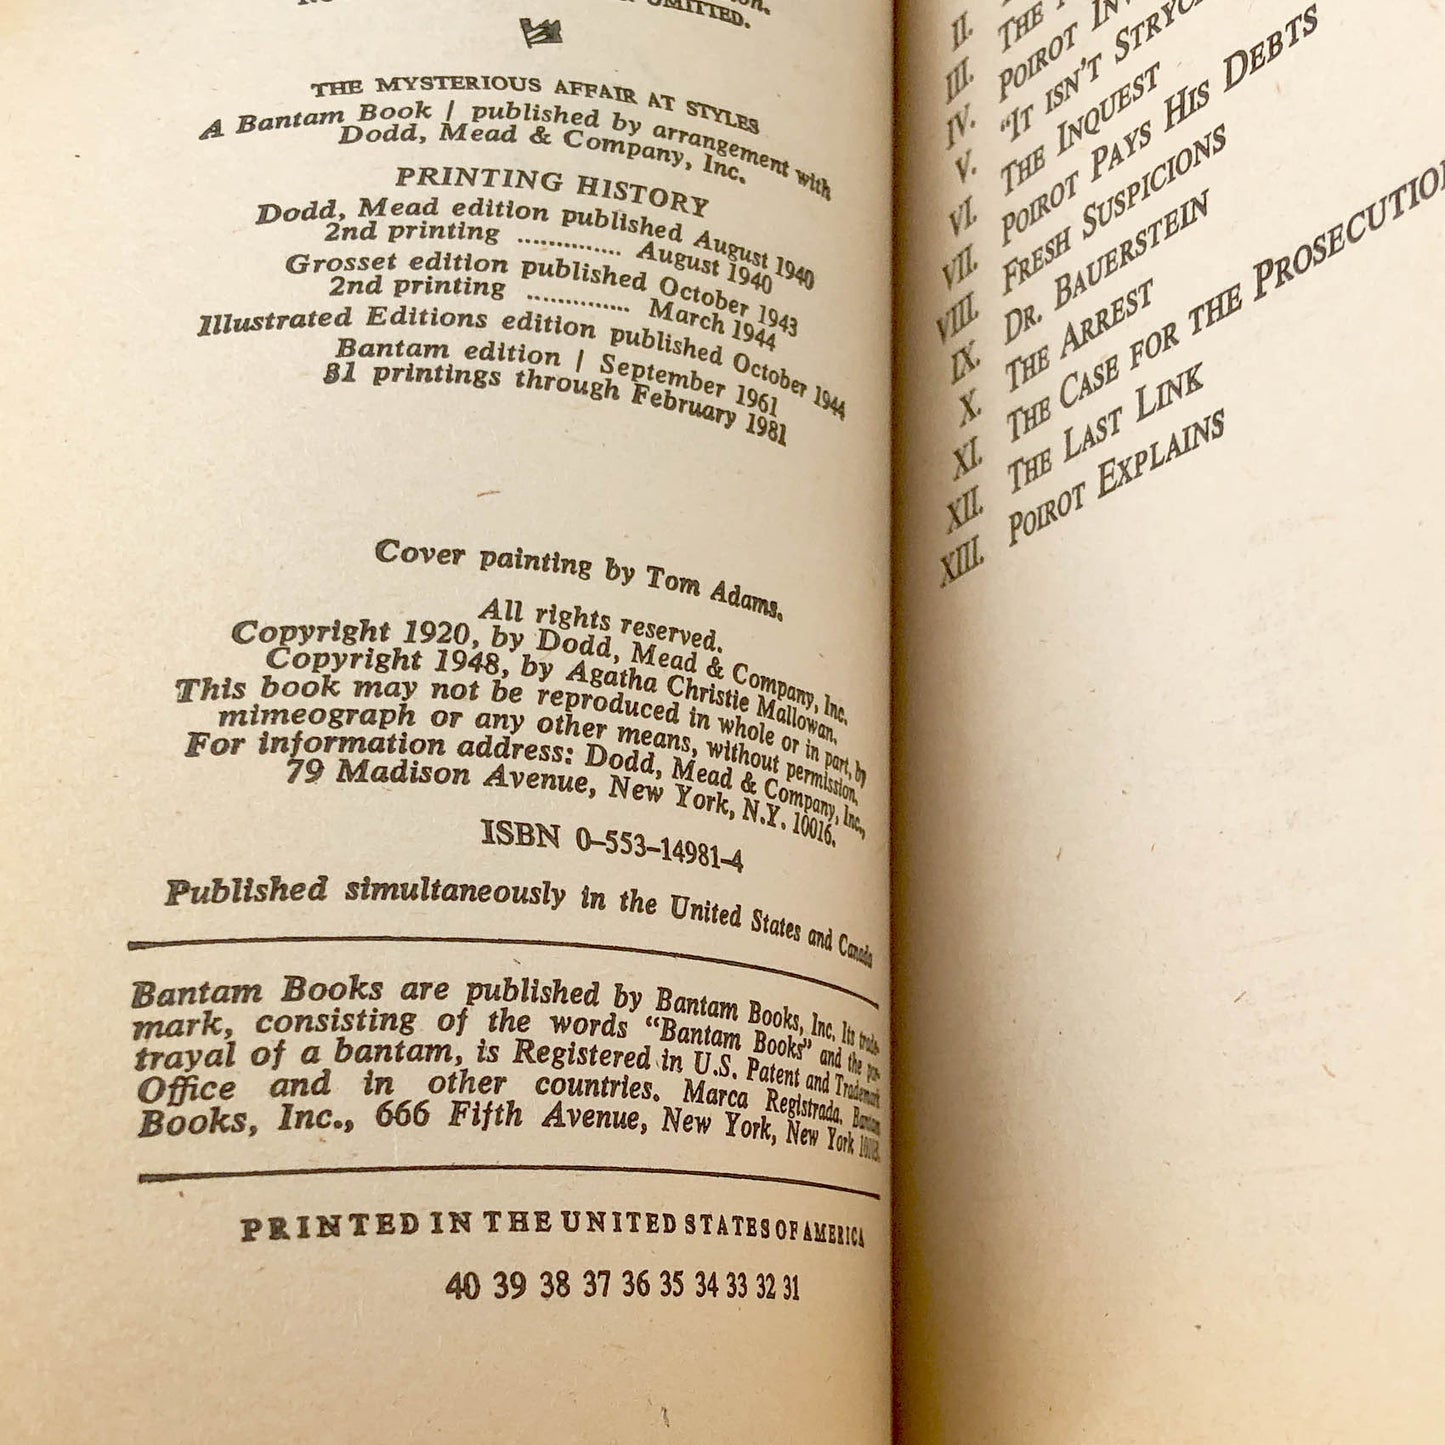 OMITTED.
THE MYSTERIOUS AFFAIR AT STYLES
A Bantam Book / published by arrangement with
Dodd, Mead & Company, Inc.
PRINTING HISTORY
Dodd, Mead edition published August 1940
2nd printing .............. August 1940
Grosset edition published October 1943
2nd printing .............. March 1944
Illustrated Editions edition published October 1944
Bantam edition / September 1961
31 printings through February 1981
Cover painting by Tom Adams.
All rights reserved.
Copyright 1920, by Dodd, Mead & Company, Inc.
Copyright 1948, by Agatha Christie Mallowan.
This book may not be reproduced in whole or in part, by
mimeograph or any other means, without permission.
For information address: Dodd, Mead & Company, Inc.,
79 Madison Avenue, New York, N.Y. 10016.
ISBN 0-553-14981-4
Published simultaneously in the United States and Canada
Bantam Books are published by Bantam Books, Inc. Its trade-
mark, consisting of the words "Bantam Books" and the por-
trayal of a bantam, is Registered in U.S. Patent and Trademark
Office and in other countries. Marca Registrada. Bantam
Books, Inc., 666 Fifth Avenue, New York, New York 10103.
PRINTED IN THE UNITED STATES OF AMERICA
40 39 38 37 36 35 34 33 32 31
II. THE
III. POIROT
IV. "IT ISN'T
V. THE INQUEST
VI. POIROT PAYS HIS DEBTS
VII. FRESH SUSPICIONS
VIII. DR. BAUERSTEIN
IX. THE ARREST
X. THE CASE FOR THE PROSECUTION
XI. THE LAST LINK
XII. POIROT EXPLAINS
XIII.